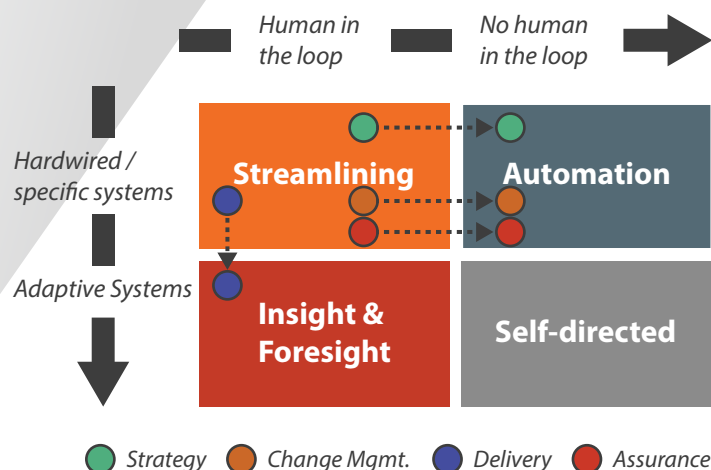 Human in
the loop
No human
in the loop
Hardwired /
specific systems
Streamlining
Automation
Adaptive Systems
Insight &
Foresight
Self-directed
Strategy
Change Mgmt.
Delivery
Assurance